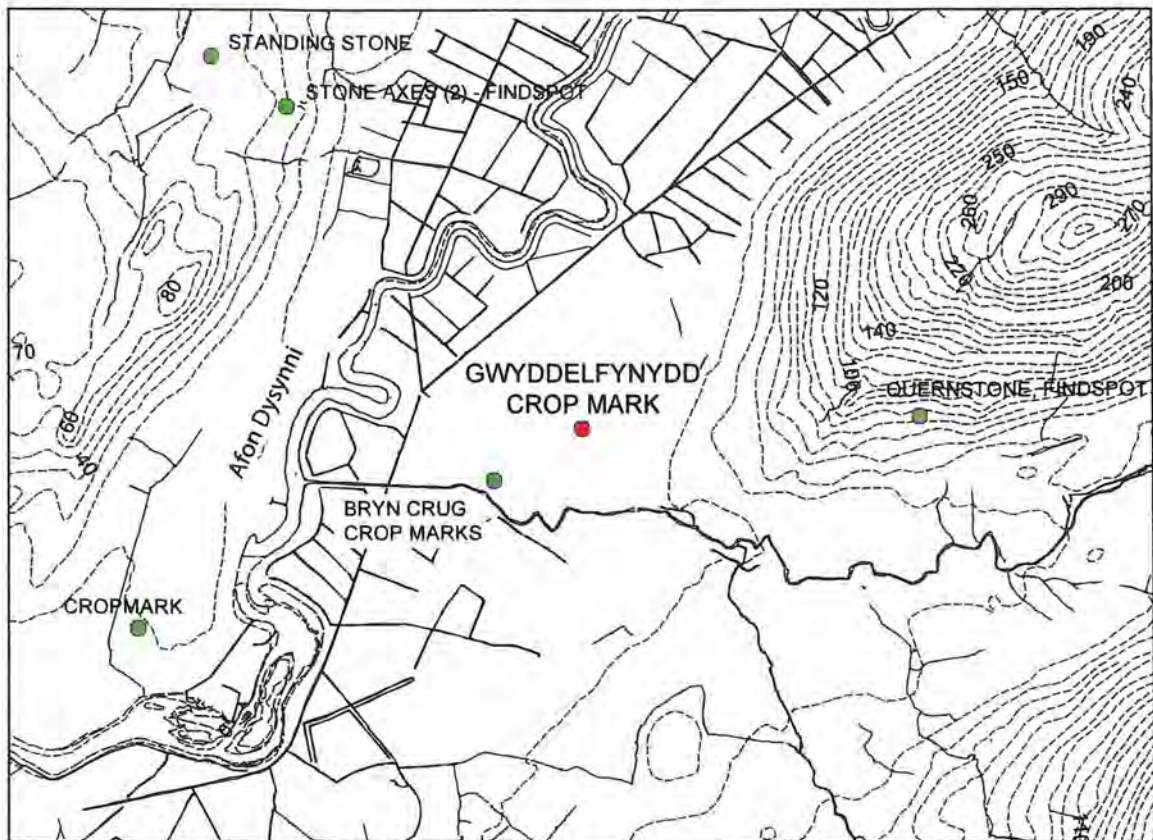 STANDING STONE
STONE AXES (2) - FINDSPOT
190
150
240
250
290
260
270
80
220
200
120
70
140
Afon Dysynni
GWYDDELFYNYDD
CROP MARK
100
QUERNSTONE, FINDSPOT
60
40
BRYN CRUG
CROP MARKS
CROPMARK